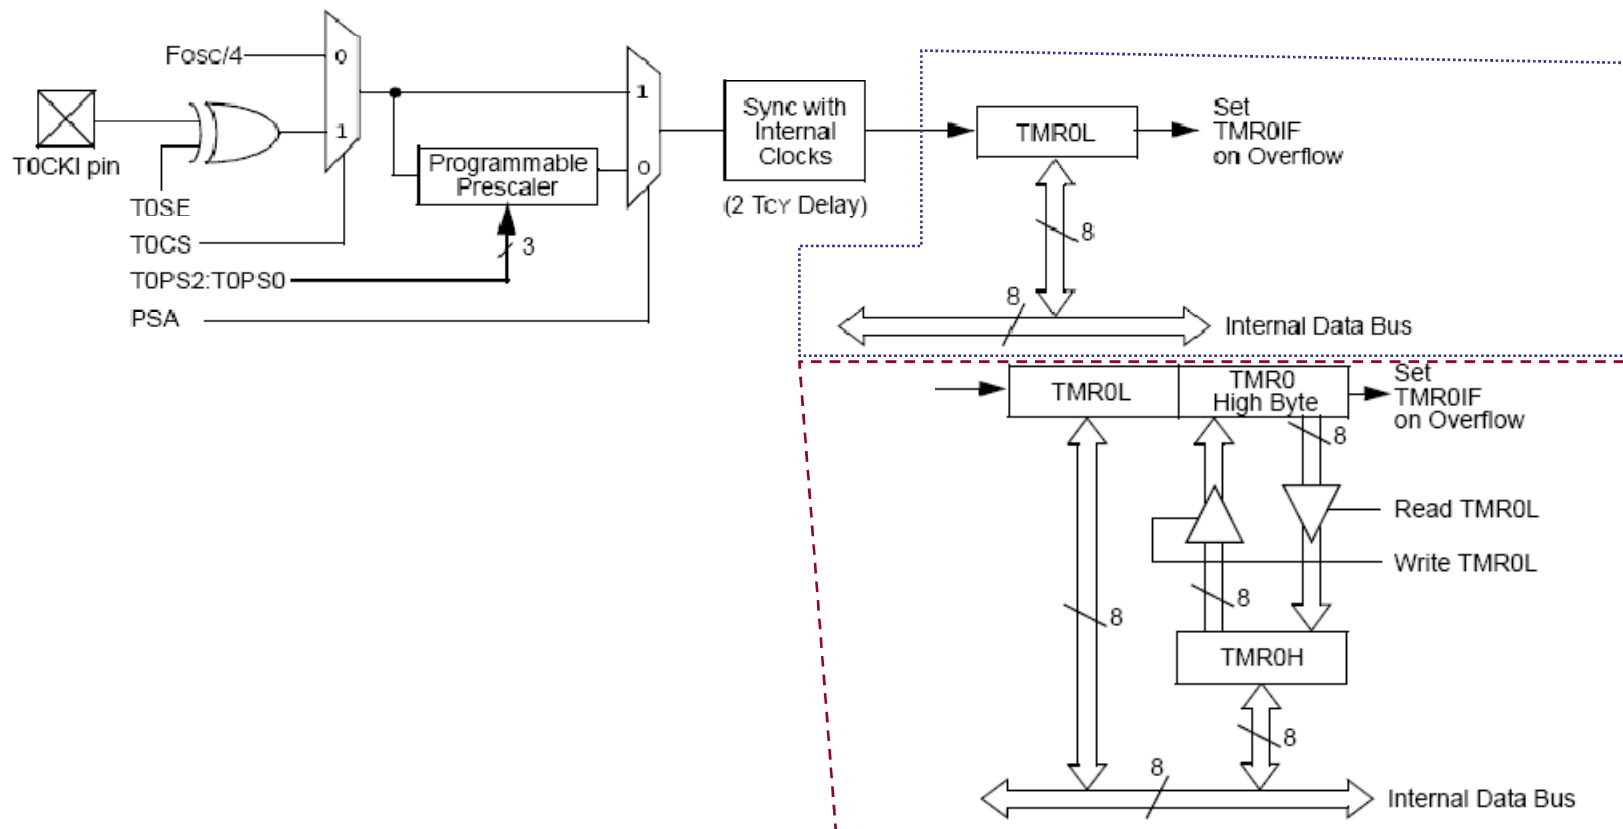 Fosc/4
0
1
T0CKI pin
T0SE
T0CS
T0PS2:T0PS0
PSA
Programmable
Prescaler
3
1
0
Sync with
Internal
Clocks
(2 TCY Delay)
TMR0L
Set
TMR0IF
on Overflow
8
8
Internal Data Bus
TMR0L
TMR0
High Byte
Set
TMR0IF
on Overflow
8
Read TMR0L
Write TMR0L
8
8
TMR0H
8
8
Internal Data Bus